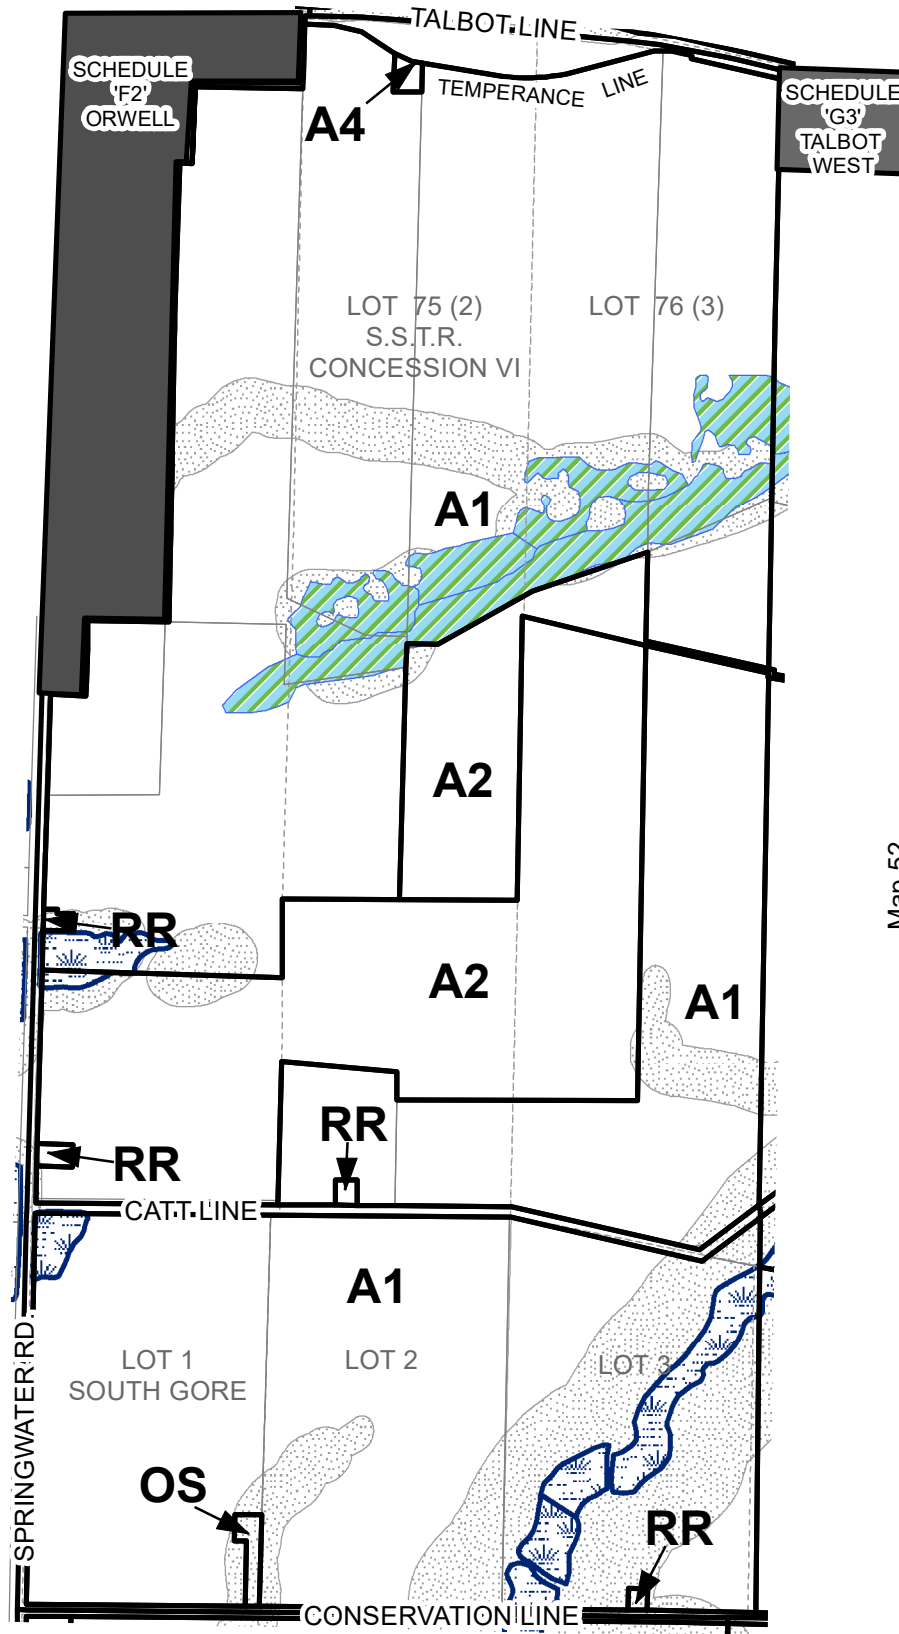 TALBOT LINE
SCHEDULE
'F2'
ORWELL
TEMPERANCE LINE
SCHEDULE
'G3'
TALBOT
WEST
A4
LOT 75 (2)
S.S.T.R.
CONCESSION VI
LOT 76 (3)
A1
A2
Map 52
RR
A2
A1
RR
RR
CATT LINE
A1
LOT 1
SOUTH GORE
LOT 2
LOT 3
SPRINGWATER RD.
OS
RR
CONSERVATION LINE